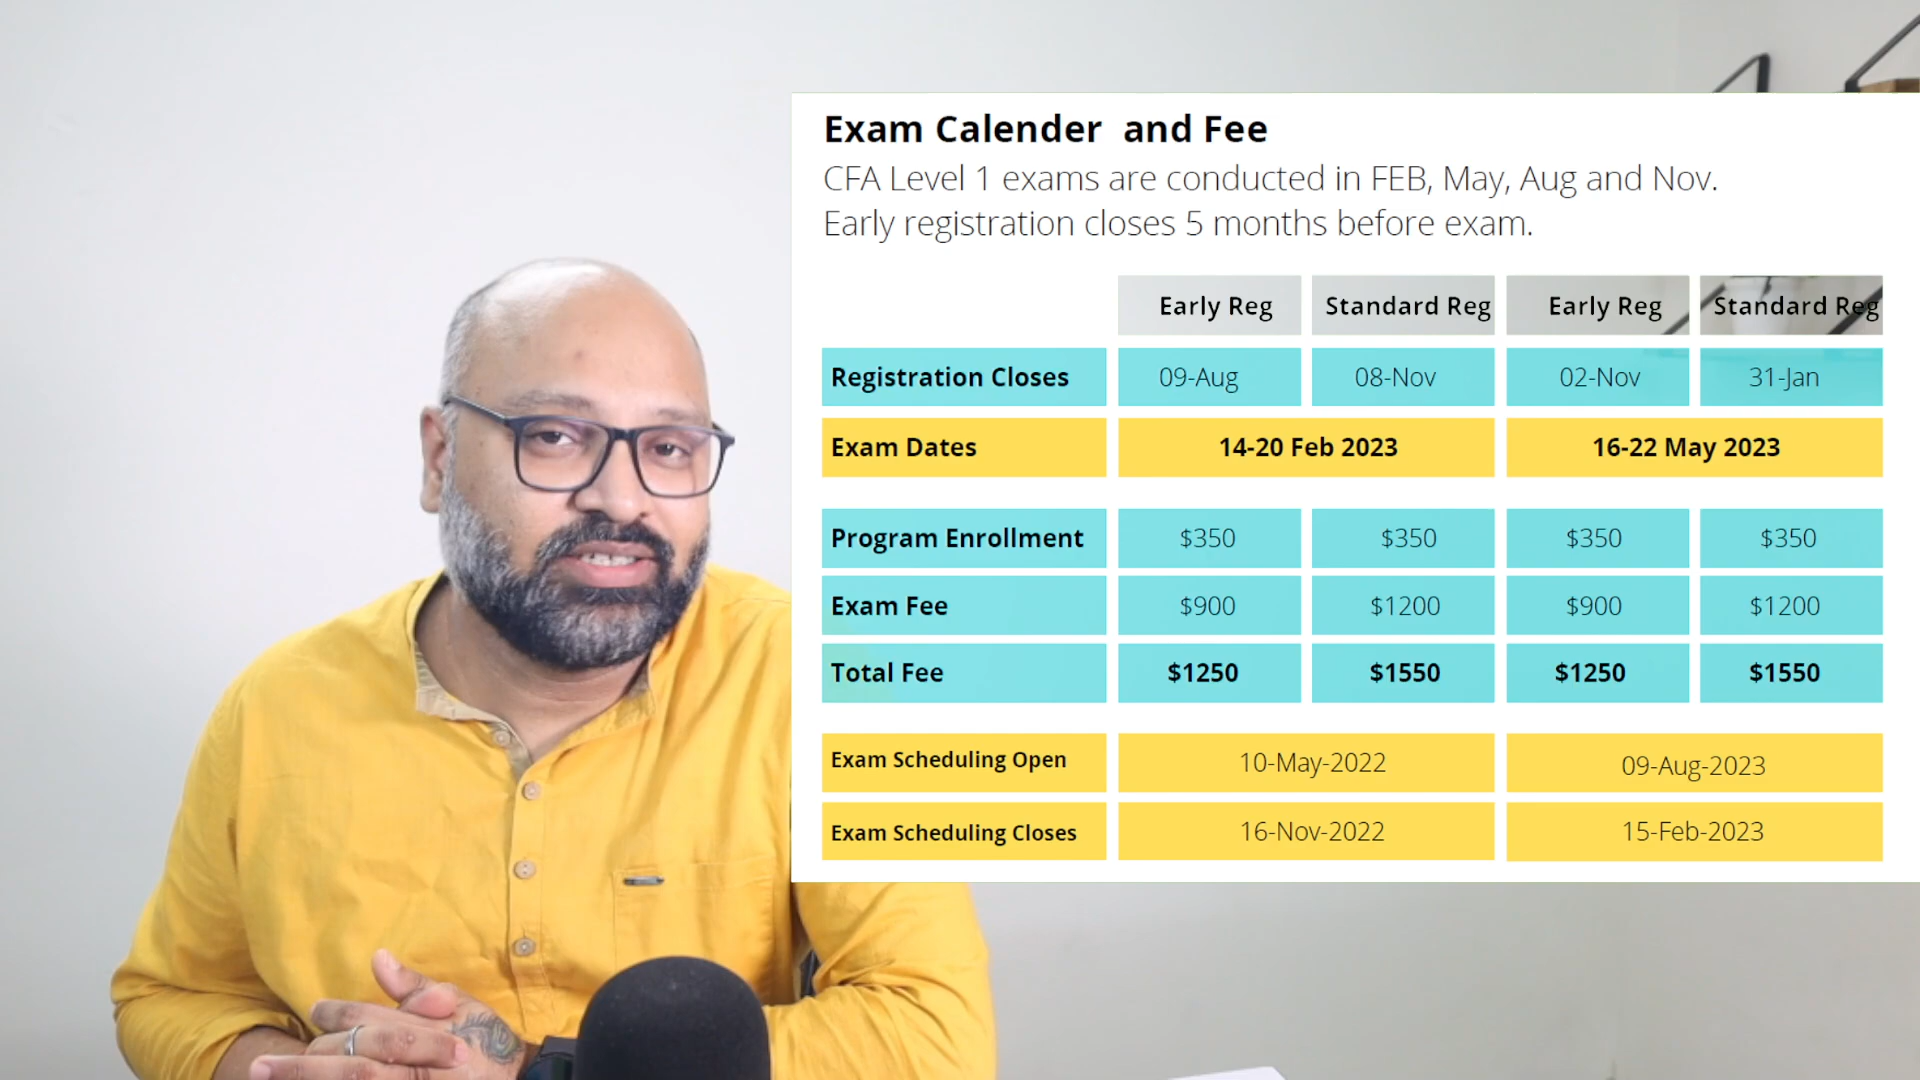 Exam Calender and Fee
CFA Level 1 exams are conducted in FEB, May, Aug and Nov.
Early registration closes 5 months before exam.
Early Reg Standard Reg Early Reg Standard Reg
Registration Closes 09-Aug 08-Nov 02-Nov 31-Jan
Exam Dates 14-20 Feb 2023 16-22 May 2023
Program Enrollment $350 $350 $350 $350
Exam Fee $900 $1200 $900 $1200
Total Fee $1250 $1550 $1250 $1550
Exam Scheduling Open 10-May-2022 09-Aug-2023
Exam Scheduling Closes 16-Nov-2022 15-Feb-2023